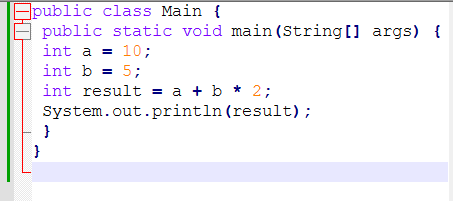 public class Main {
public static void main(String[] args) {
int a = 10;
int b = 5;
int result = a + b * 2;
System.out.println(result);
}
}